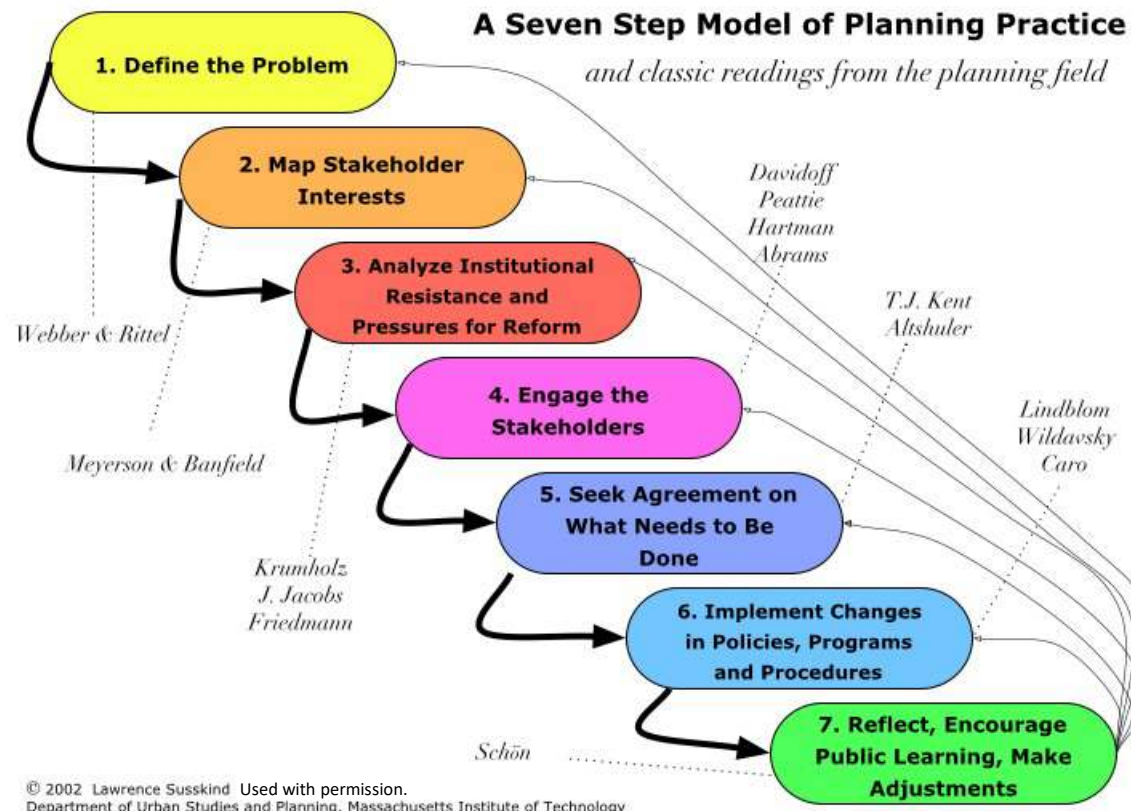 A Seven Step Model of Planning Practice
and classic readings from the planning field
1. Define the Problem
2. Map Stakeholder
Interests
3. Analyze Institutional
Resistance and
Pressures for Reform
4. Engage the
Stakeholders
5. Seek Agreement on
What Needs to Be
Done
6. Implement Changes
in Policies, Programs
and Procedures
7. Reflect, Encourage
Public Learning, Make
Adjustments
Webber & Rittel
Meyerson & Banfield
Krumholz
J. Jacobs
Friedmann
Davidoff
Peattie
Hartman
Abrams
T.J. Kent
Altshuler
Lindblom
Wildavsky
Caro
Schön
© 2002 Lawrence Susskind Used with permission.
Department of Urban Studies and Planning, Massachusetts Institute of Technology